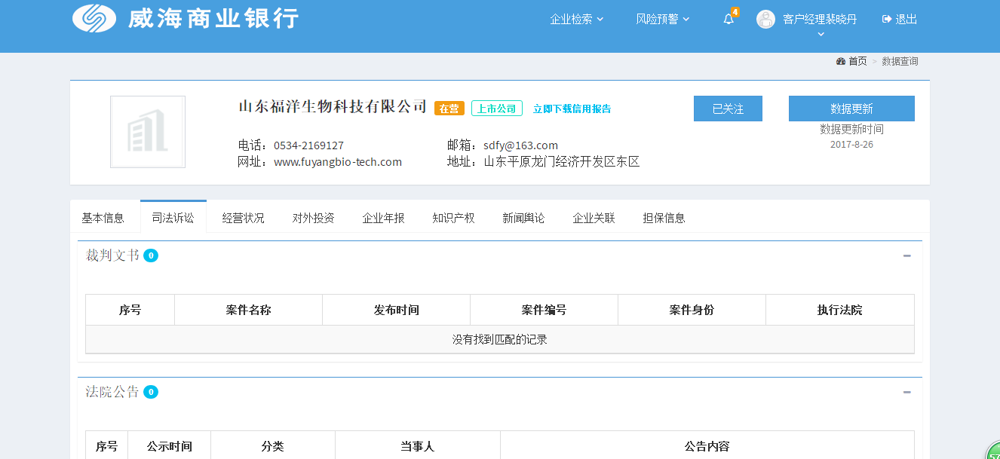 威海商业银行
企业检索
风险预警
4
客户经理裴晓丹
退出
首页 > 数据查询
山东福洋生物科技有限公司 在营 上市公司 立即下载信用报告
已关注
数据更新
电话：0534-2169127
邮箱：sdfy@163.com
数据更新时间
2017-8-26
网址：www.fuyangbio-tech.com
地址：山东平原龙门经济开发区东区
基本信息 司法诉讼 经营状况 对外投资 企业年报 知识产权 新闻舆论 企业关联 担保信息
裁判文书 0
序号 案件名称 发布时间 案件编号 案件身份 执行法院
没有找到匹配的记录
法院公告 0
序号 公示时间 分类 当事人 公告内容